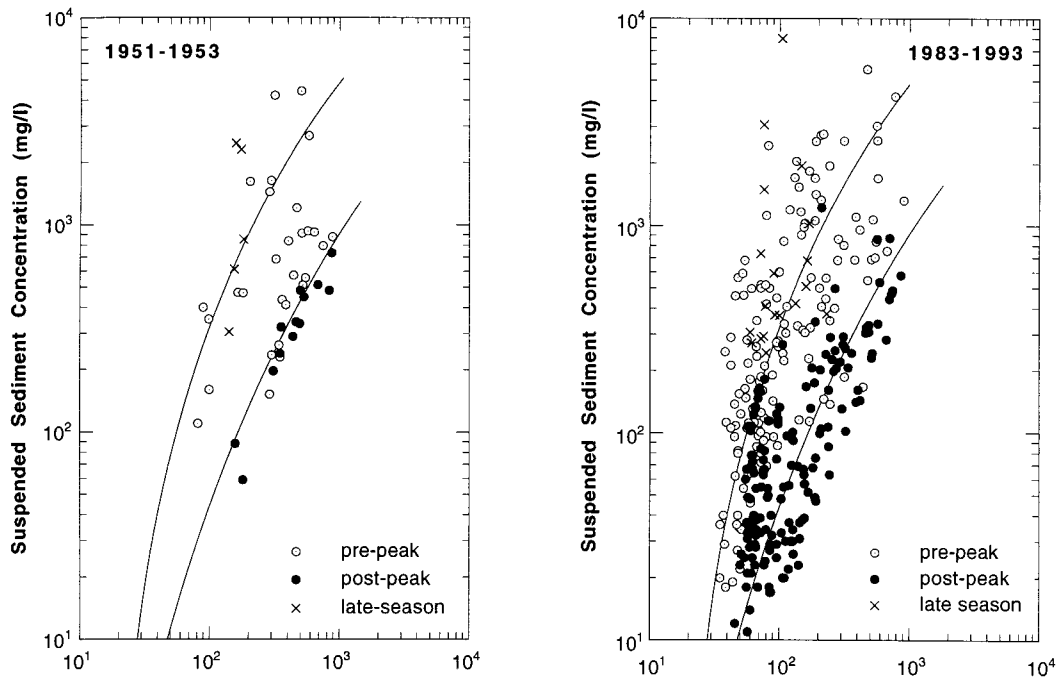 Suspended Sediment Concentration (mg/l)
10⁴
10³
10²
10¹
1951-1953
pre-peak
post-peak
late-season
10¹ 10² 10³ 10⁴
Suspended Sediment Concentration (mg/l)
10⁴
10³
10²
10¹
1983-1993
pre-peak
post-peak
late season
10¹ 10² 10³ 10⁴